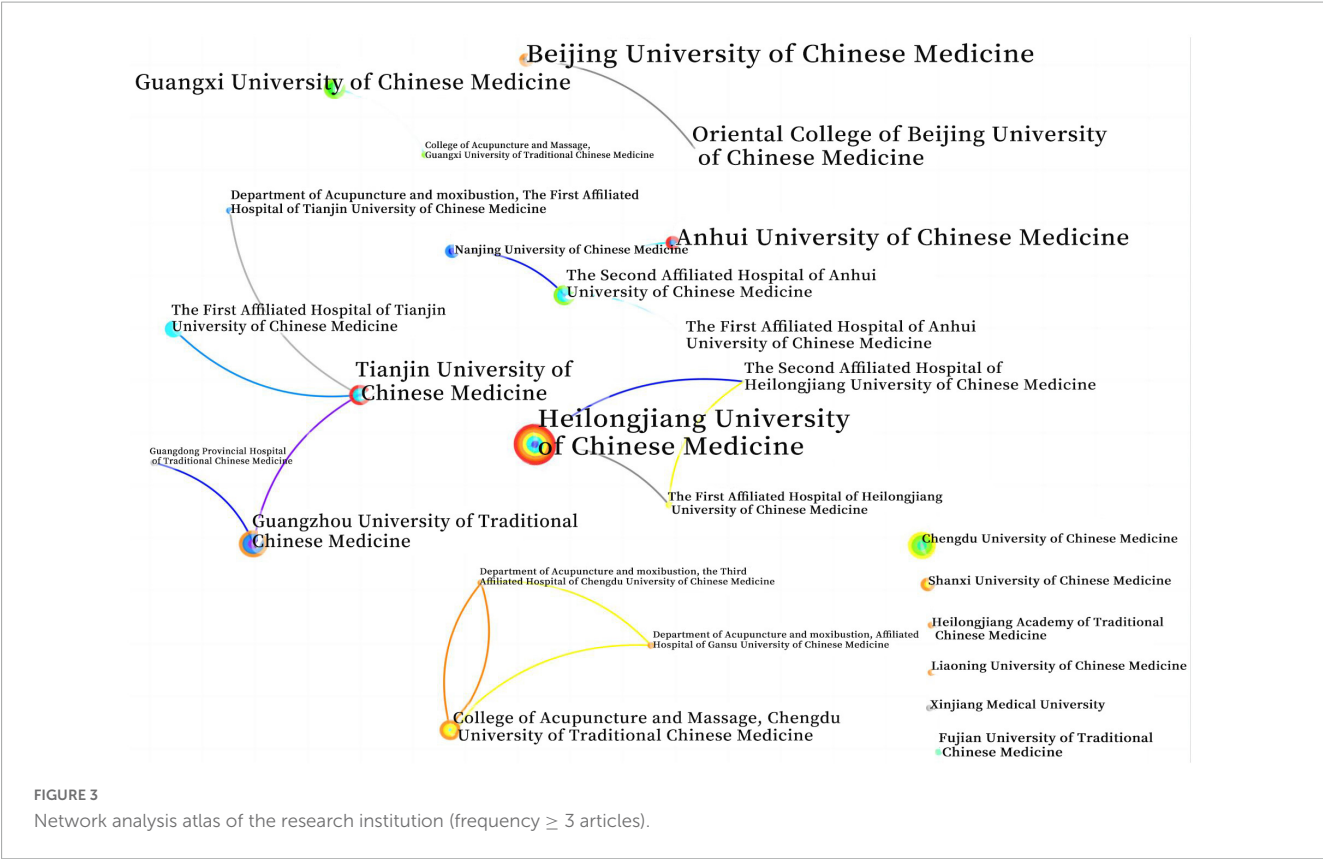 Beijing University of Chinese Medicine
Guangxi University of Chinese Medicine
Oriental College of Beijing University
of Chinese Medicine
College of Acupuncture and Massage,
Guangxi University of Traditional Chinese Medicine
Department of Acupuncture and moxibustion, The First Affiliated
Hospital of Tianjin University of Chinese Medicine
Anhui University of Chinese Medicine
Nanjing University of Chinese Medicine
The Second Affiliated Hospital of Anhui
University of Chinese Medicine
The First Affiliated Hospital of Tianjin
University of Chinese Medicine
The First Affiliated Hospital of Anhui
University of Chinese Medicine
Tianjin University of
Chinese Medicine
The Second Affiliated Hospital of
Heilongjiang University of Chinese Medicine
Heilongjiang University
of Chinese Medicine
Guangdong Provincial Hospital
of Traditional Chinese Medicine
The First Affiliated Hospital of Heilongjiang
University of Chinese Medicine
Guangzhou University of Traditional
Chinese Medicine
Chengdu University of Chinese Medicine
Department of Acupuncture and moxibustion, the Third
Affiliated Hospital of Chengdu University of Chinese Medicine
Shanxi University of Chinese Medicine
Heilongjiang Academy of Traditional
Chinese Medicine
Department of Acupuncture and moxibustion, Affiliated
Hospital of Gansu University of Chinese Medicine
Liaoning University of Chinese Medicine
Xinjiang Medical University
College of Acupuncture and Massage, Chengdu
University of Traditional Chinese Medicine
Fujian University of Traditional
Chinese Medicine
FIGURE 3
Network analysis atlas of the research institution (frequency ≥ 3 articles).